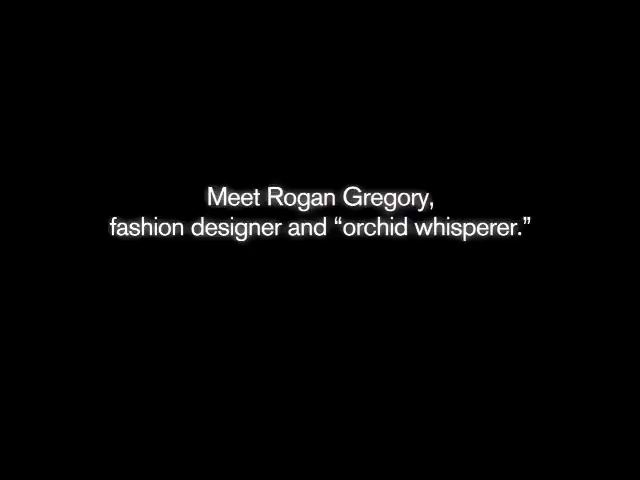 Meet Rogan Gregory,
fashion designer and “orchid whisperer.”